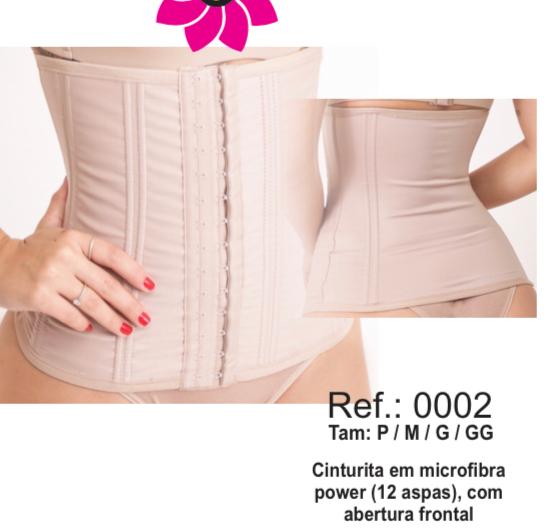 Ref.: 0002
Tam: P / M / G / GG
Cinturita em microfibra
power (12 aspas), com
abertura frontal